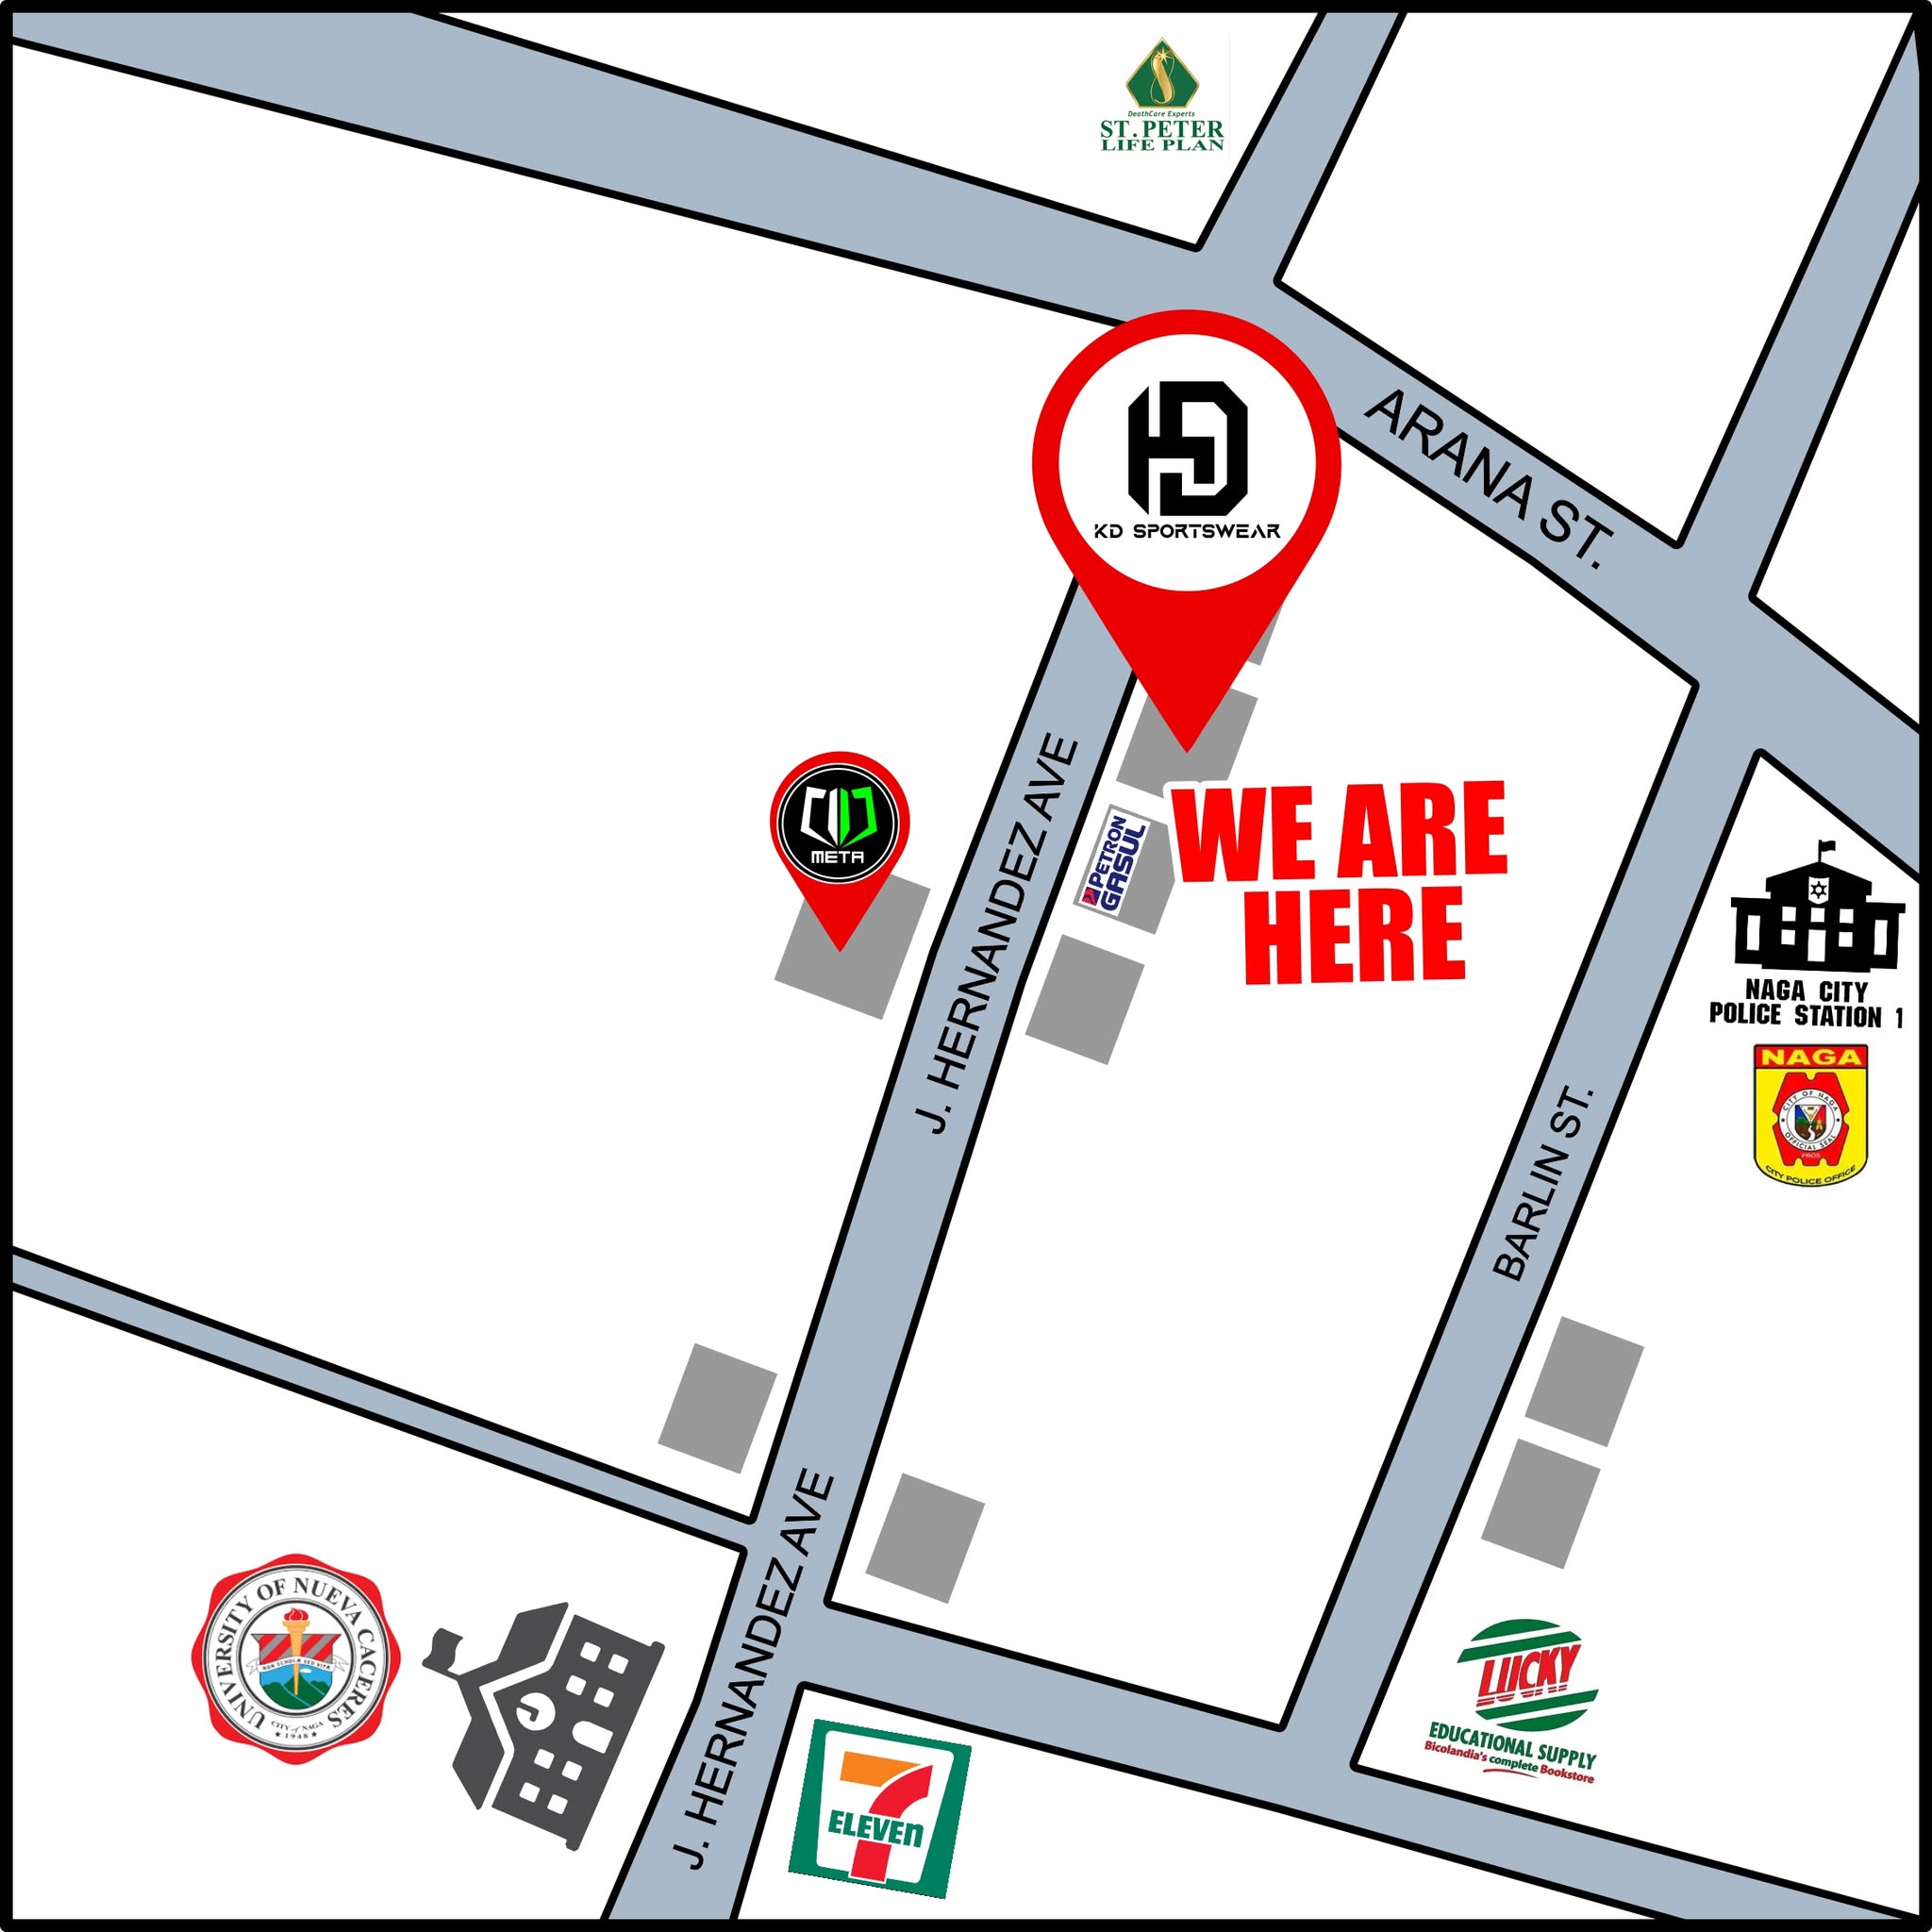 DeathCare Experts
ST. PETER
LIFE PLAN
ARANA ST.
KD SPORTSWEAR
J. HERNANDEZ AVE
META
PETRON
GASUL
WE ARE
HERE
NAGA CITY
POLICE STATION 1
NAGA
CITY OF NAGA
OFFICIAL SEAL
PRO5
CITY POLICE OFFICE
BARLIN ST.
J. HERNANDEZ AVE
UNIVERSITY OF NUEVA CACERES
NON SCHOLÆ SED VITÆ
CITY of NAGA
★ 1948 ★
7
ELEVEn
LUCKY
EDUCATIONAL SUPPLY
Bicolandia's complete Bookstore